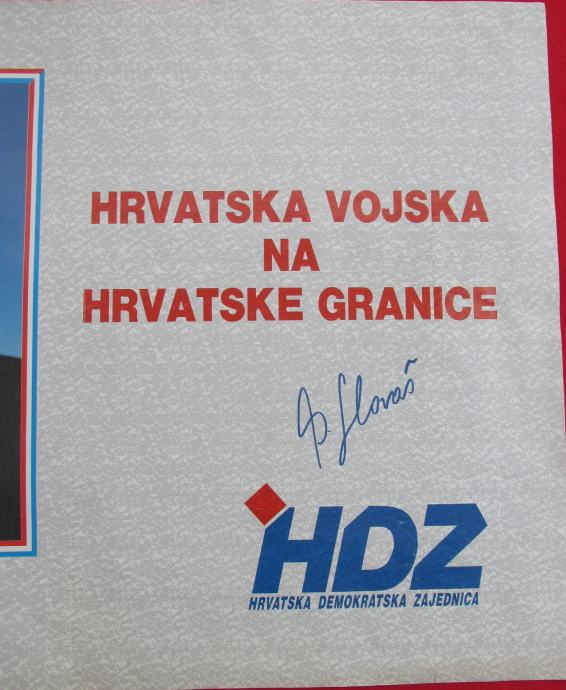 HRVATSKA VOJSKA
NA
HRVATSKE GRANICE
HDZ
HRVATSKA DEMOKRATSKA ZAJEDNICA